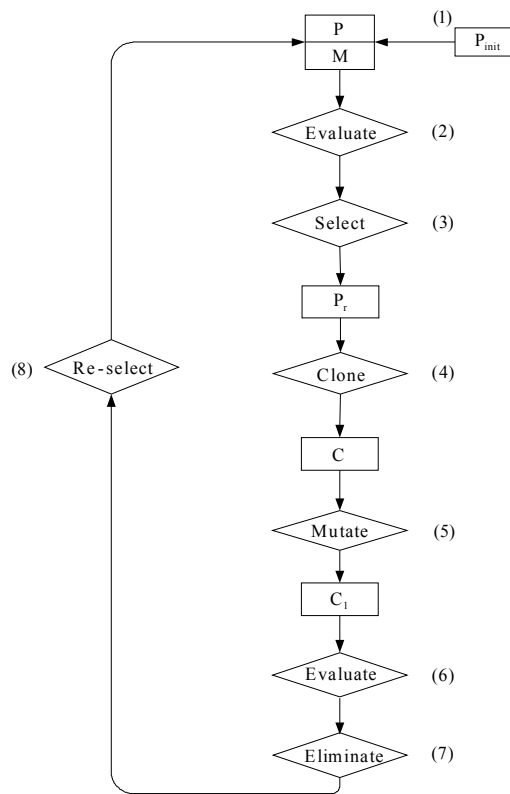 (1)
P
P_init
M
Evaluate (2)
Select (3)
P_r
(8) Re-select
Clone (4)
C
Mutate (5)
C_1
Evaluate (6)
Eliminate (7)